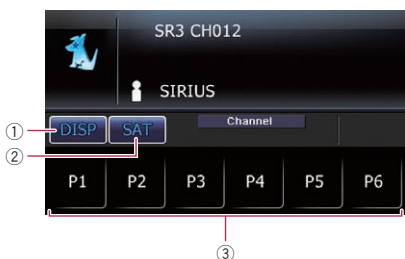 SR3 CH012
SIRIUS
① DISP SAT Channel
②
P1 P2 P3 P4 P5 P6
③